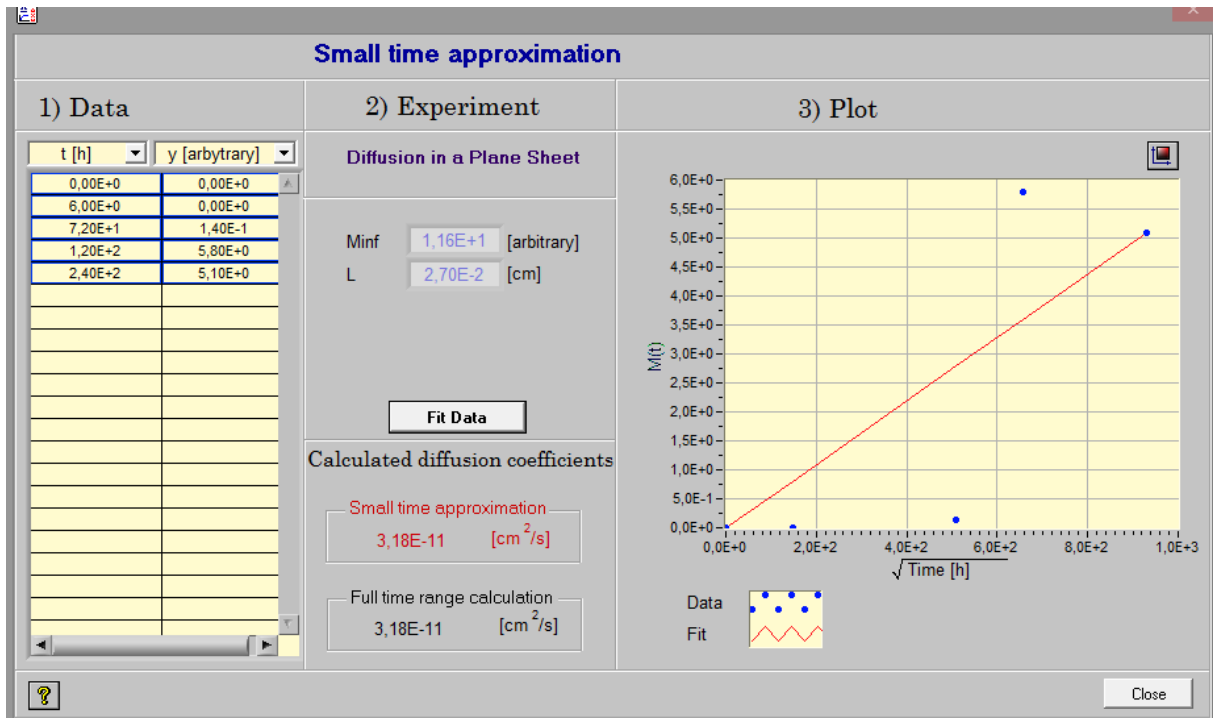 Small time approximation
1) Data
2) Experiment
3) Plot
t [h] y [arbytrary]
0,00E+0 0,00E+0
6,00E+0 0,00E+0
7,20E+1 1,40E-1
1,20E+2 5,80E+0
2,40E+2 5,10E+0
Diffusion in a Plane Sheet
Minf 1,16E+1 [arbitrary]
L 2,70E-2 [cm]
Fit Data
Calculated diffusion coefficients
Small time approximation
3,18E-11 [cm²/s]
Full time range calculation
3,18E-11 [cm²/s]
6,0E+0
5,5E+0
5,0E+0
4,5E+0
4,0E+0
3,5E+0
3,0E+0
2,5E+0
2,0E+0
1,5E+0
1,0E+0
5,0E-1
0,0E+0
M(t)
0,0E+0 2,0E+2 4,0E+2 6,0E+2 8,0E+2 1,0E+3
√Time [h]
Data
Fit
?
Close